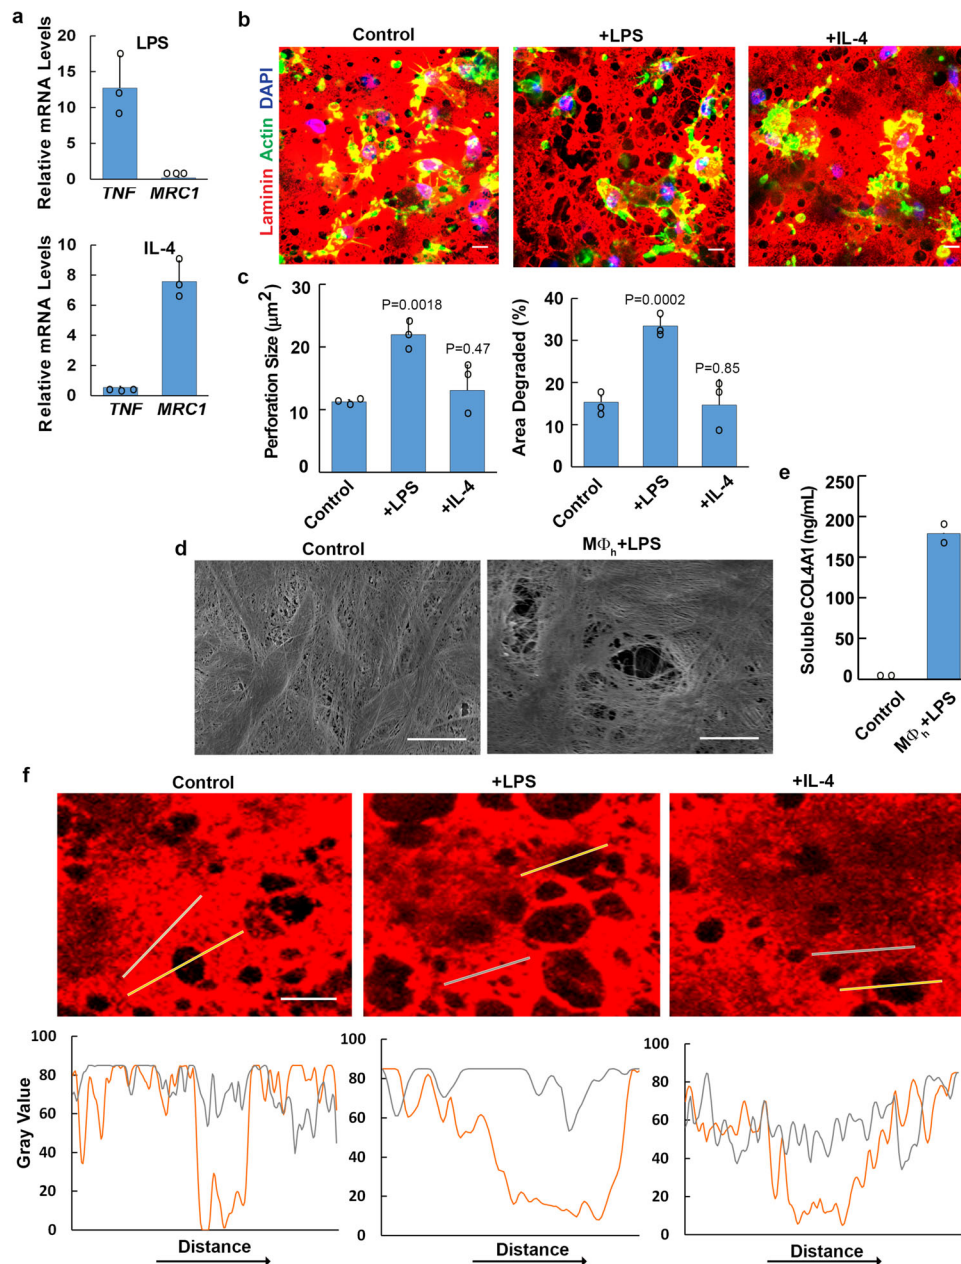 a
LPS
Relative mRNA Levels
20
15
10
5
0
TNF MRC1
IL-4
Relative mRNA Levels
10
8
6
4
2
0
TNF MRC1
b
Control
+LPS
+IL-4
Laminin Actin DAPI
c
Perforation Size (μm²)
30
20
10
0
P=0.0018
P=0.47
Control
+LPS
+IL-4
Area Degraded (%)
40
30
20
10
0
P=0.0002
P=0.85
Control
+LPS
+IL-4
d
Control
MΦh+LPS
e
Soluble COL4A1 (ng/mL)
250
200
150
100
50
0
Control
MΦh+LPS
f
Control
+LPS
+IL-4
Gray Value
100
80
60
40
20
0
Distance
100
80
60
40
20
0
Distance
100
80
60
40
20
0
Distance